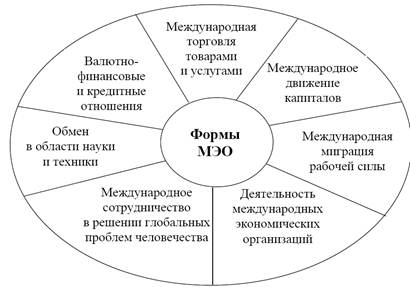 Международная
торговля
товарами
и услугами
Международное
движение
капиталов
Международная
миграция
рабочей силы
Деятельность
международных
экономических
организаций
Международное
сотрудничество
в решении глобальных
проблем человечества
Обмен
в области науки
и техники
Валютно-
финансовые
и кредитные
отношения
Формы
МЭО